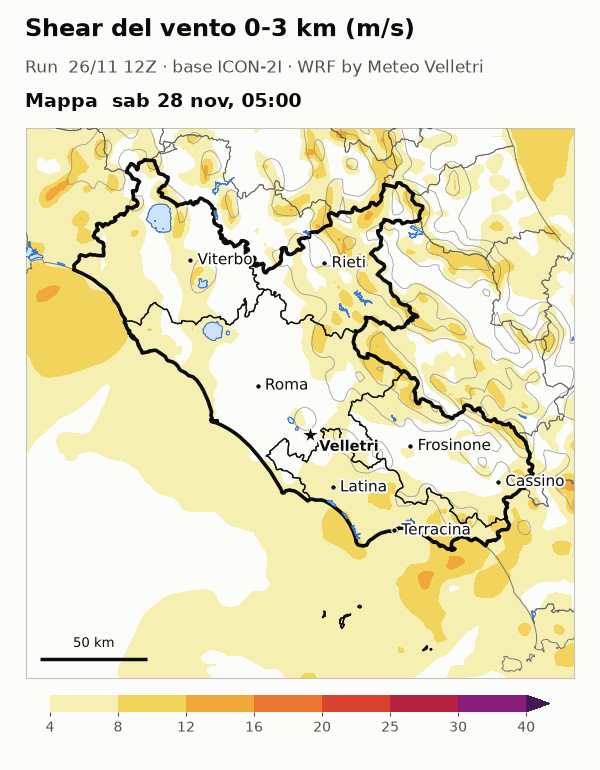 Shear del vento 0-3 km (m/s)
Run  26/11 12Z · base ICON-2I · WRF by Meteo Velletri
Mappa  sab 28 nov, 05:00
Viterbo
Rieti
Roma
Velletri
Frosinone
Latina
Cassino
Terracina
50 km
4 8 12 16 20 25 30 40